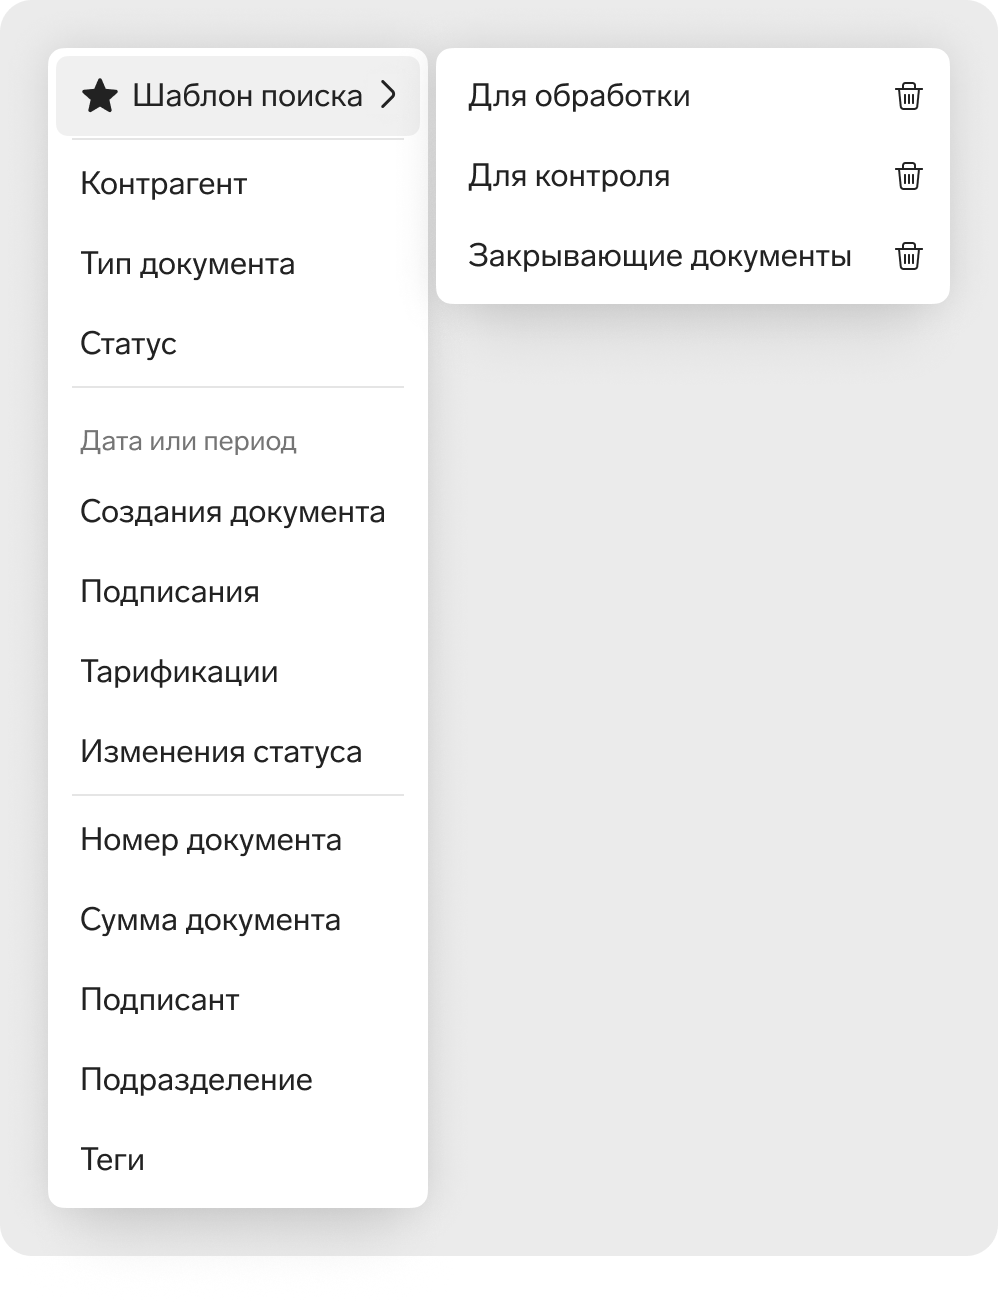 Шаблон поиска
Контрагент
Тип документа
Статус
Дата или период
Создания документа
Подписания
Тарификации
Изменения статуса
Номер документа
Сумма документа
Подписант
Подразделение
Теги
Для обработки
Для контроля
Закрывающие документы